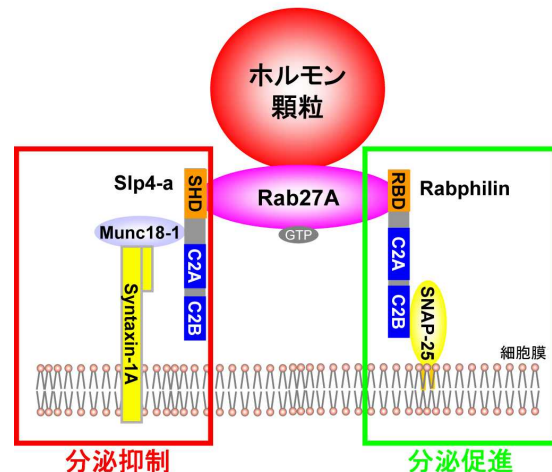 ホルモン
顆粒
Slp4-a
SHD
Rab27A
RBD
Rabphilin
Munc18-1
GTP
C2A
C2A
Syntaxin-1A
C2B
C2B
SNAP-25
細胞膜
分泌抑制
分泌促進